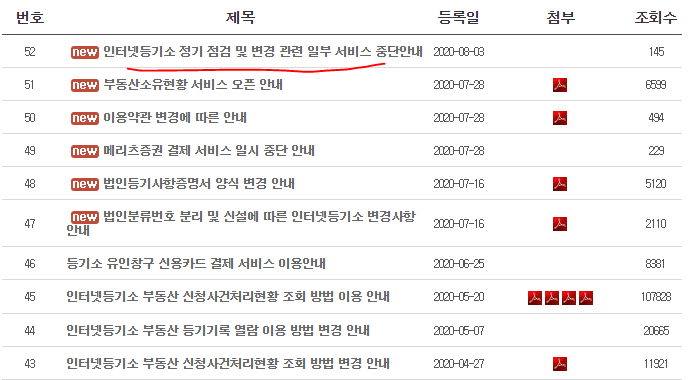 번호 제목 등록일 첨부 조회수
52 new 인터넷등기소 정기 점검 및 변경 관련 일부 서비스 중단안내 2020-08-03 145
51 new 부동산소유현황 서비스 오픈 안내 2020-07-28 6599
50 new 이용약관 변경에 따른 안내 2020-07-28 494
49 new 메리츠증권 결제 서비스 일시 중단 안내 2020-07-28 229
48 new 법인등기사항증명서 양식 변경 안내 2020-07-16 5120
47 new 법인분류번호 분리 및 신설에 따른 인터넷등기소 변경사항 2020-07-16 2110
안내
46 등기소 유인창구 신용카드 결제 서비스 이용안내 2020-06-25 8381
45 인터넷등기소 부동산 신청사건처리현황 조회 방법 이용 안내 2020-05-20 107828
44 인터넷등기소 부동산 등기기록 열람 이용 방법 변경 안내 2020-05-07 20665
43 인터넷등기소 부동산 신청사건처리현황 조회 방법 변경 안내 2020-04-27 11921